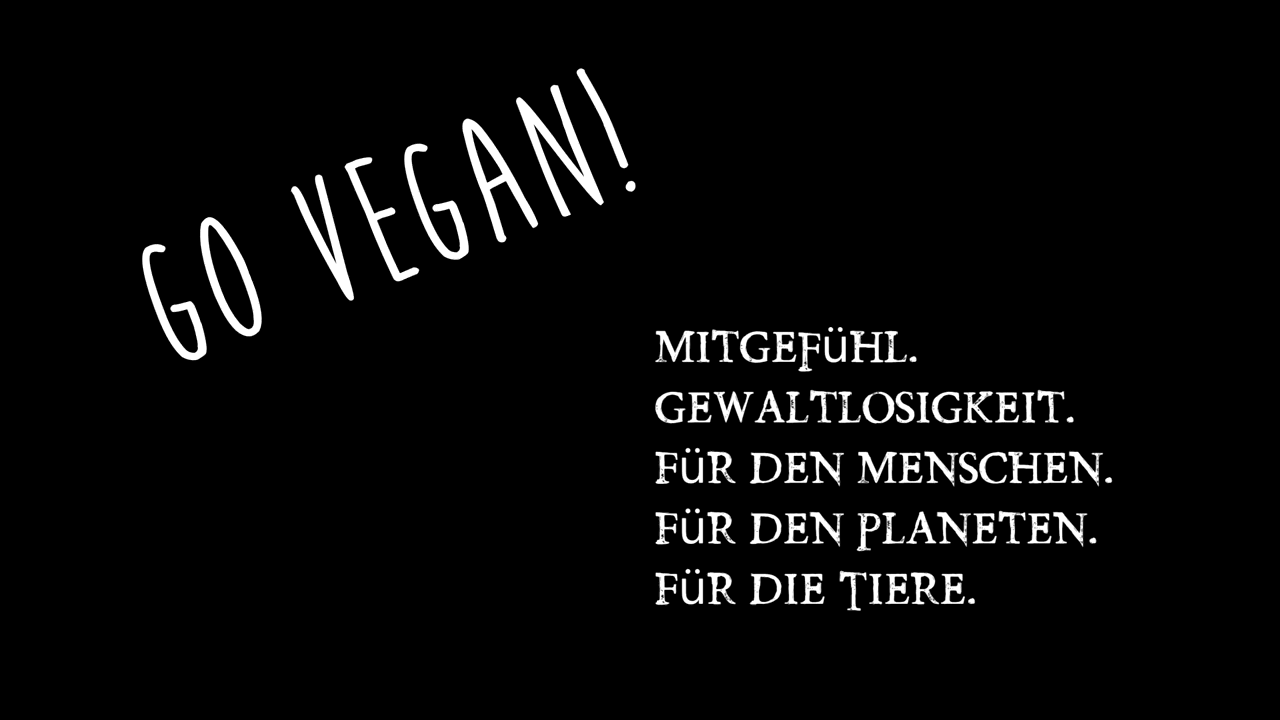 GO VEGAN!
MITGEFÜHL.
GEWALTLOSIGKEIT.
FÜR DEN MENSCHEN.
FÜR DEN PLANETEN.
FÜR DIE TIERE.